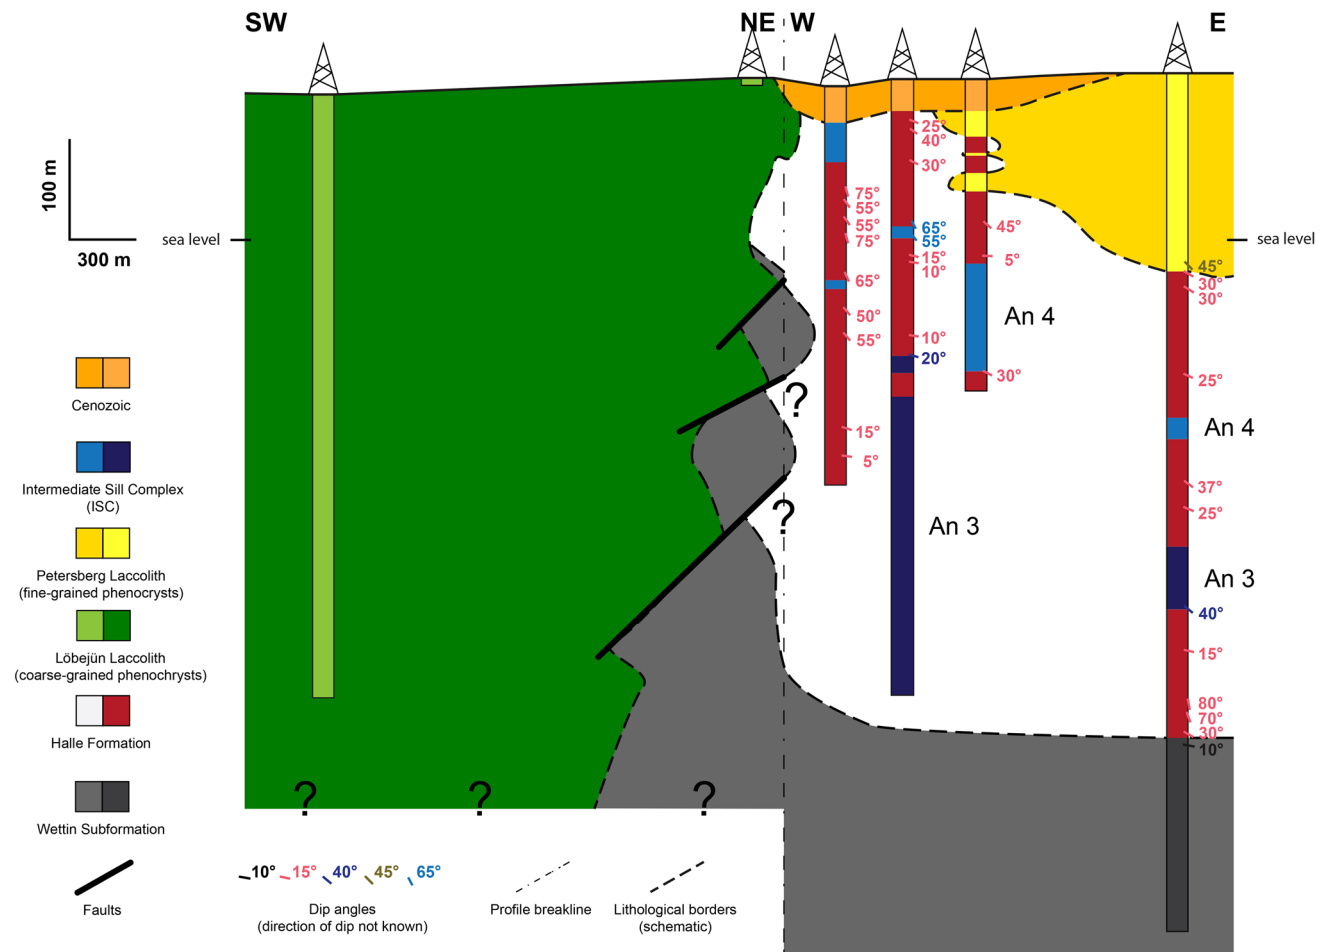 SW
NE
W
E
100 m
300 m
sea level
sea level
25°
40°
30°
75°
55°
55°
75°
65°
55°
45°
15°
10°
5°
45°
30°
30°
65°
50°
55°
10°
20°
An 4
30°
25°
?
15°
5°
An 4
37°
25°
?
An 3
An 3
40°
15°
80°
70°
30°
10°
?
?
?
Cenozoic
Intermediate Sill Complex
(ISC)
Petersberg Laccolith
(fine-grained phenocrysts)
Löbejün Laccolith
(coarse-grained phenochrysts)
Halle Formation
Wettin Subformation
Faults
10°
15°
40°
45°
65°
Dip angles
(direction of dip not known)
Profile breakline
Lithological borders
(schematic)